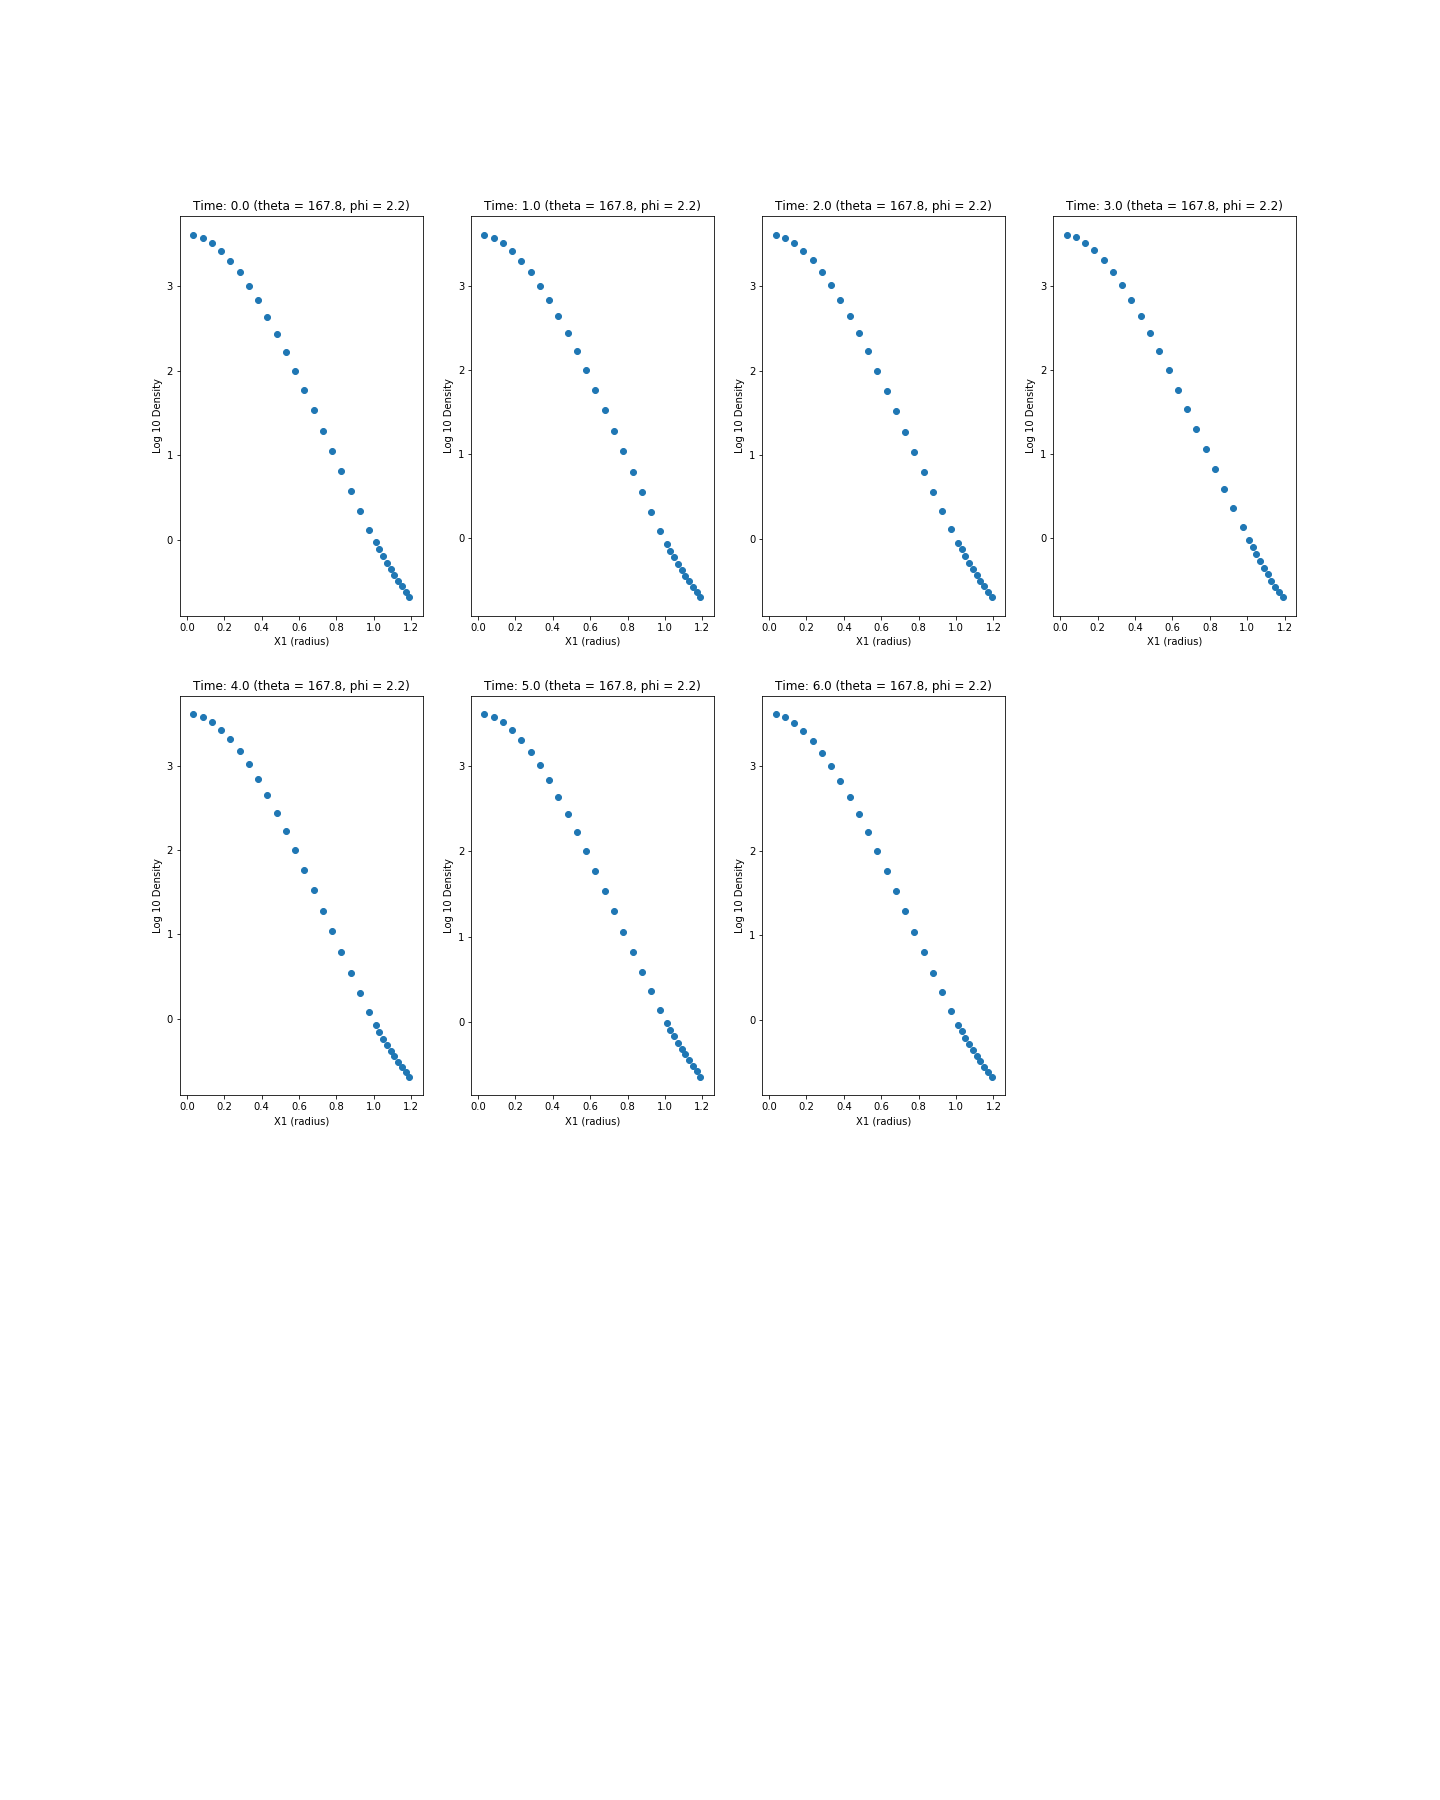 Time: 0.0 (theta = 167.8, phi = 2.2)
Log 10 Density
3
2
1
0
0.0 0.2 0.4 0.6 0.8 1.0 1.2
X1 (radius)
Time: 1.0 (theta = 167.8, phi = 2.2)
Log 10 Density
3
2
1
0
0.0 0.2 0.4 0.6 0.8 1.0 1.2
X1 (radius)
Time: 2.0 (theta = 167.8, phi = 2.2)
Log 10 Density
3
2
1
0
0.0 0.2 0.4 0.6 0.8 1.0 1.2
X1 (radius)
Time: 3.0 (theta = 167.8, phi = 2.2)
Log 10 Density
3
2
1
0
0.0 0.2 0.4 0.6 0.8 1.0 1.2
X1 (radius)
Time: 4.0 (theta = 167.8, phi = 2.2)
Log 10 Density
3
2
1
0
0.0 0.2 0.4 0.6 0.8 1.0 1.2
X1 (radius)
Time: 5.0 (theta = 167.8, phi = 2.2)
Log 10 Density
3
2
1
0
0.0 0.2 0.4 0.6 0.8 1.0 1.2
X1 (radius)
Time: 6.0 (theta = 167.8, phi = 2.2)
Log 10 Density
3
2
1
0
0.0 0.2 0.4 0.6 0.8 1.0 1.2
X1 (radius)